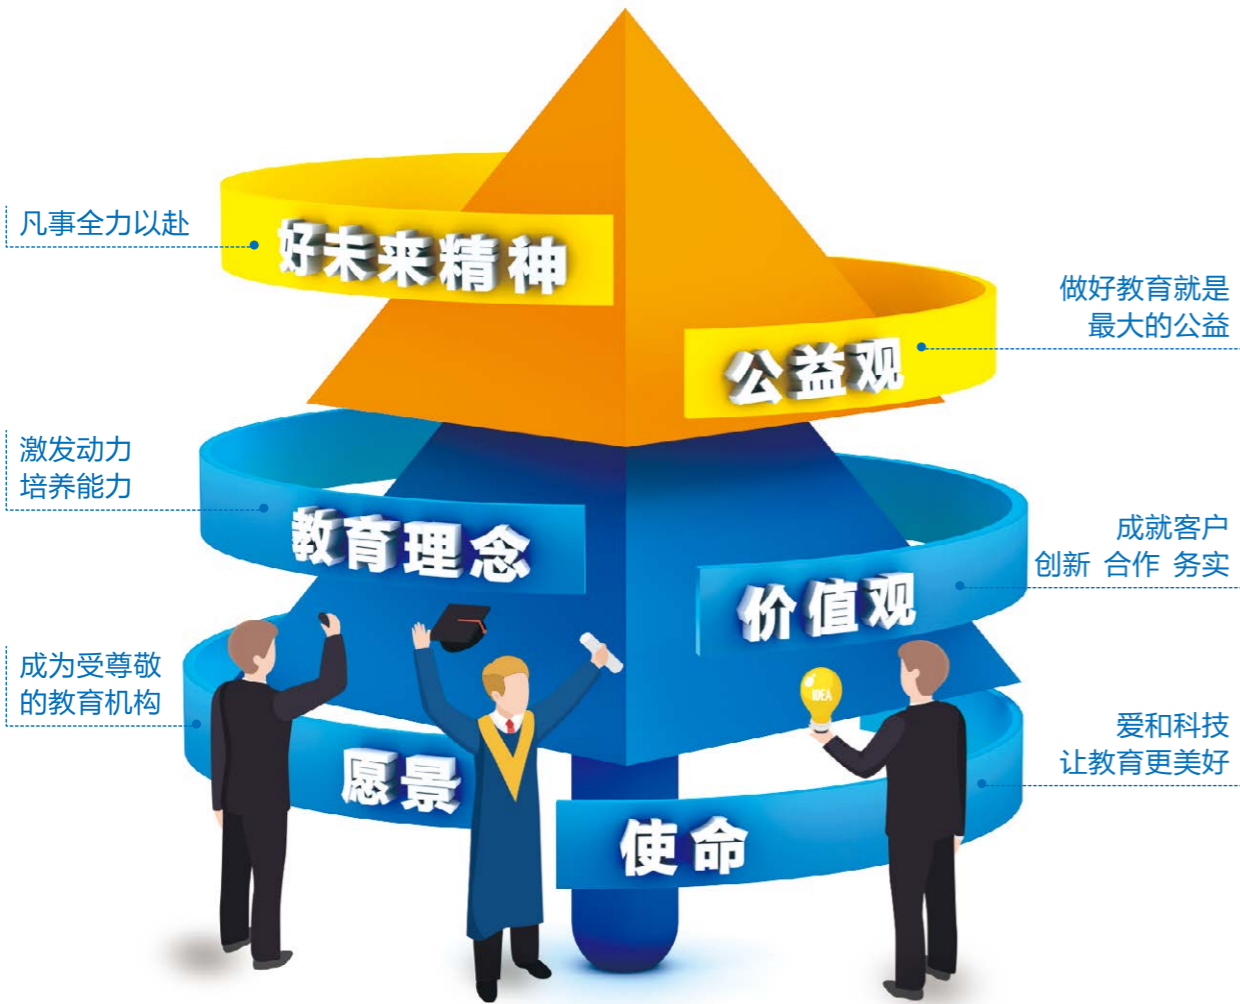 凡事全力以赴
好未来精神
做好教育就是
最大的公益
公益观
激发动力
培养能力
教育理念
成就客户
创新 合作 务实
价值观
成为受尊敬
的教育机构
愿景
IDEA
爱和科技
让教育更美好
使命